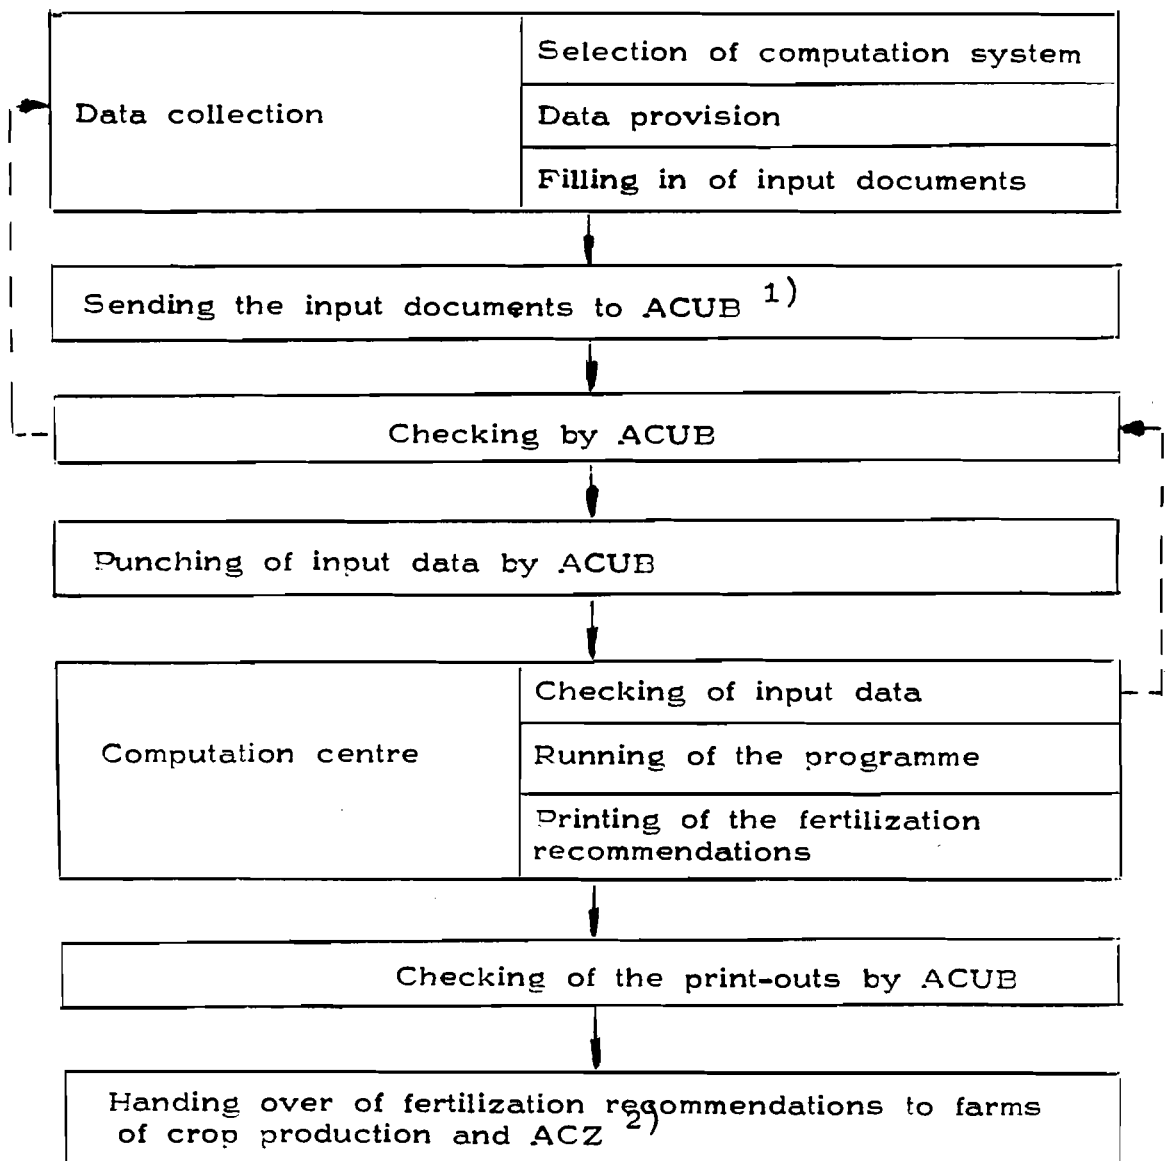 Selection of computation system
Data collection
Data provision
Filling in of input documents
Sending the input documents to ACUB 1)
Checking by ACUB
Punching of input data by ACUB
Checking of input data
Computation centre
Running of the programme
Printing of the fertilization
recommendations
Checking of the print-outs by ACUB
Handing over of fertilization recommendations to farms
of crop production and ACZ 2)